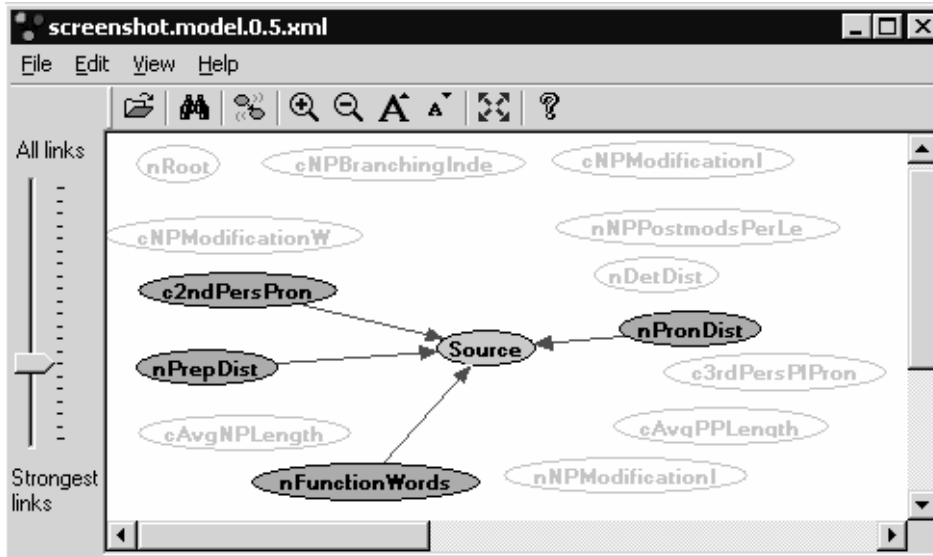 screenshot.model.0.5.xml
File Edit View Help
A A
All links
nRoot
cNPBranchingInde
cNPModificationI
cNPModificationW
nNPPostmodsPerLe
nDetDist
c2ndPersPron
nPronDist
Source
nPrepDist
c3rdPersPlPron
cAvgNPLength
cAvgPPLength
Strongest
links
nFunctionWords
nNPModificationI